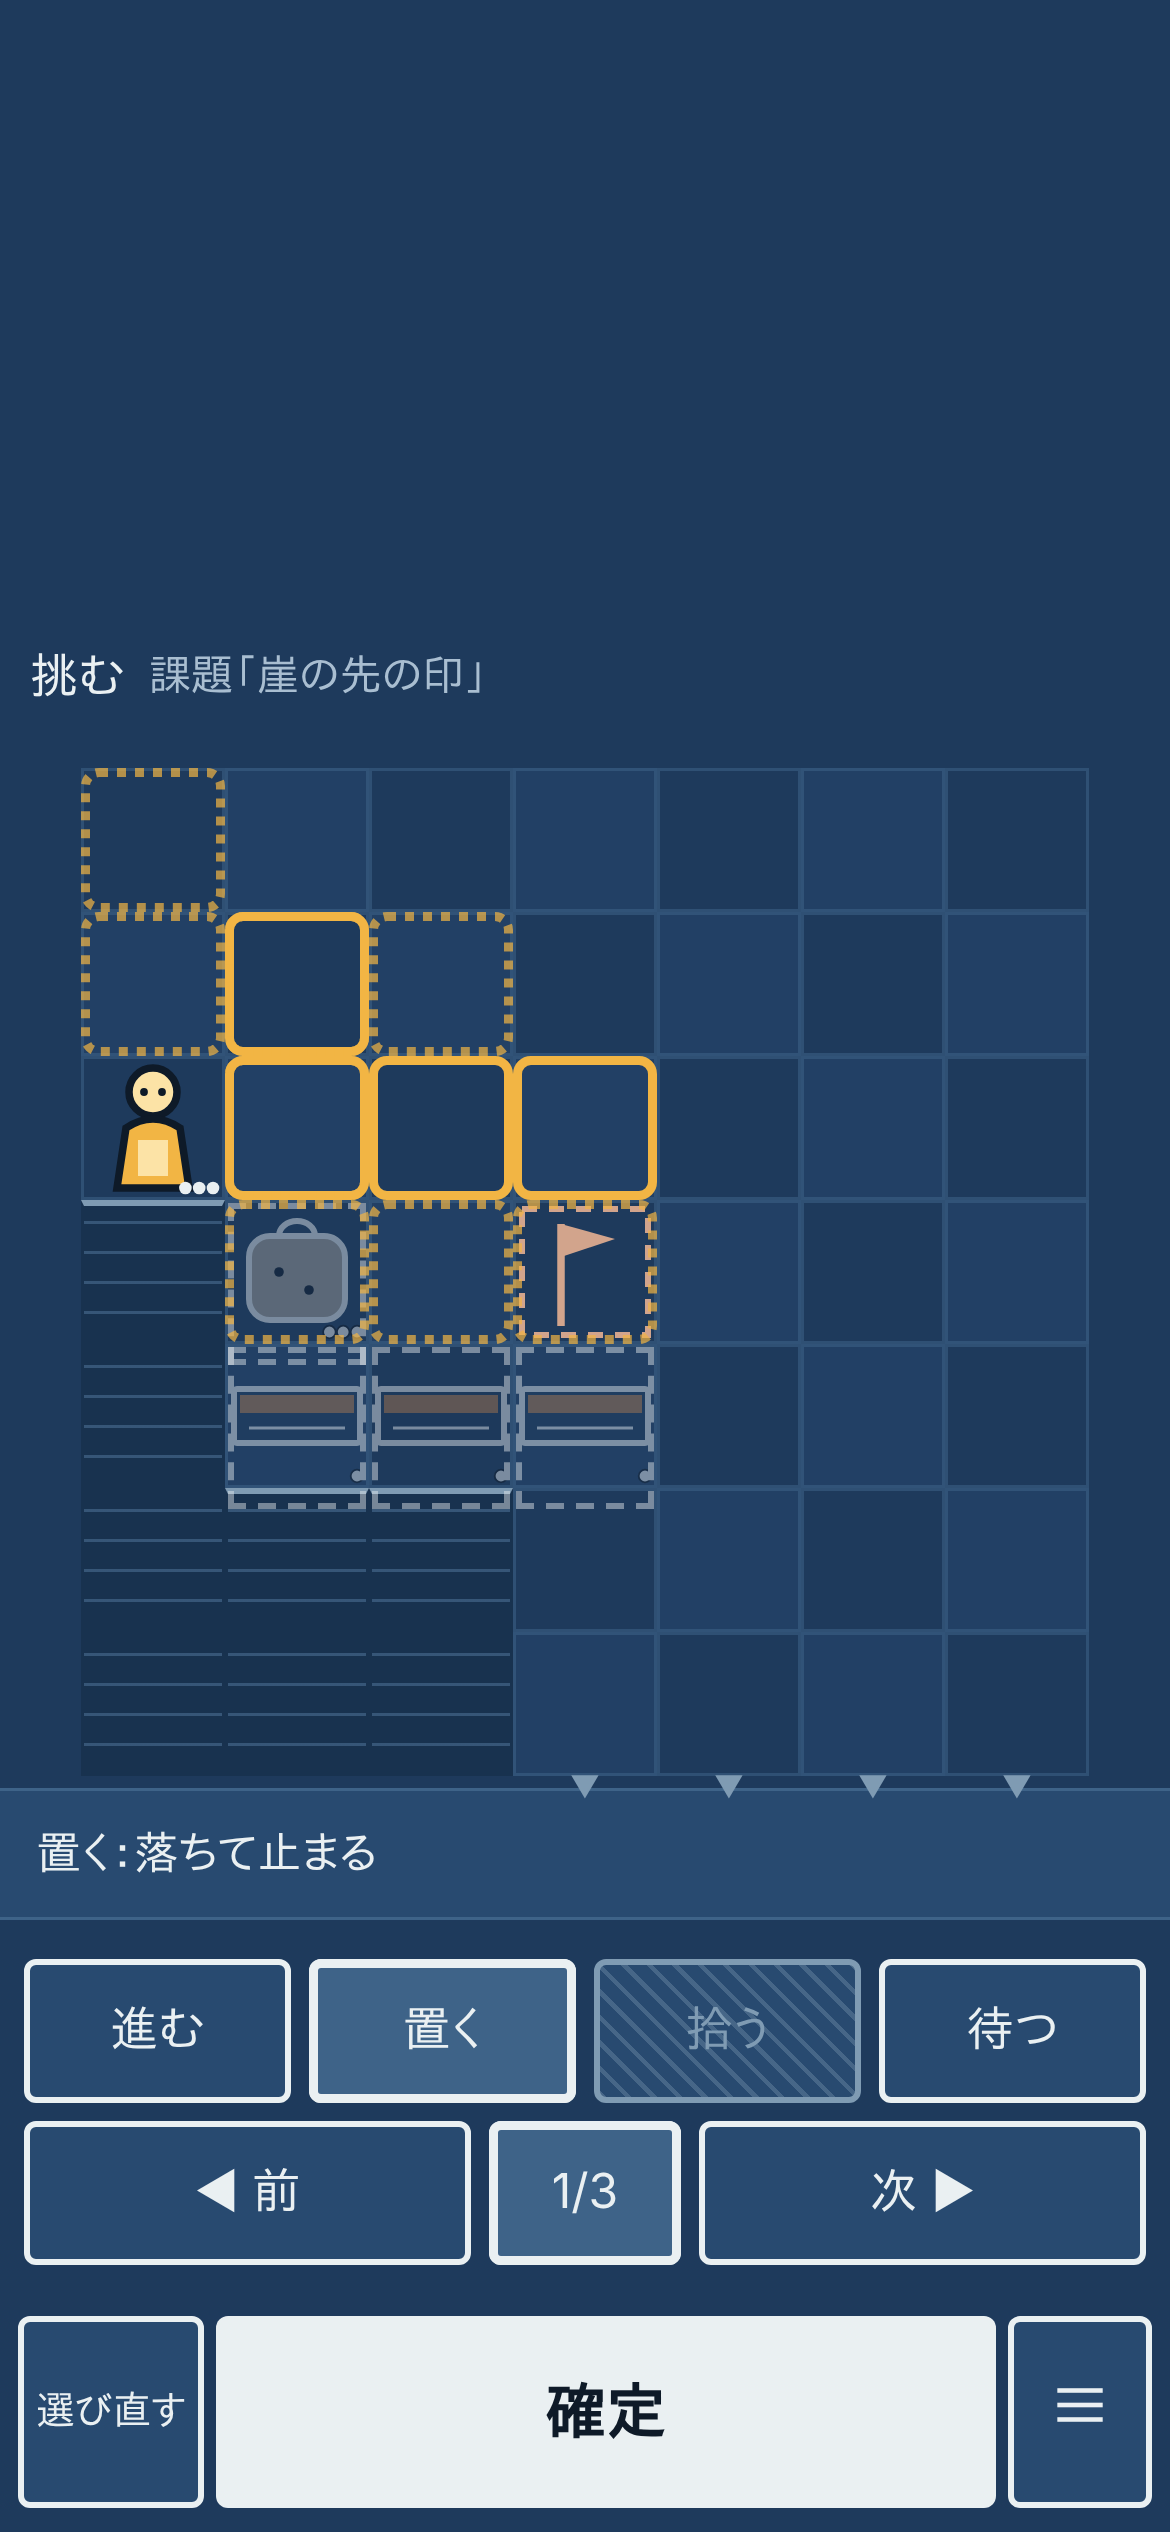 挑む 課題「崖の先の印」
置く:落ちて止まる
進む 置く 拾う 待つ
◀ 前 1/3 次 ▶
選び直す 確定